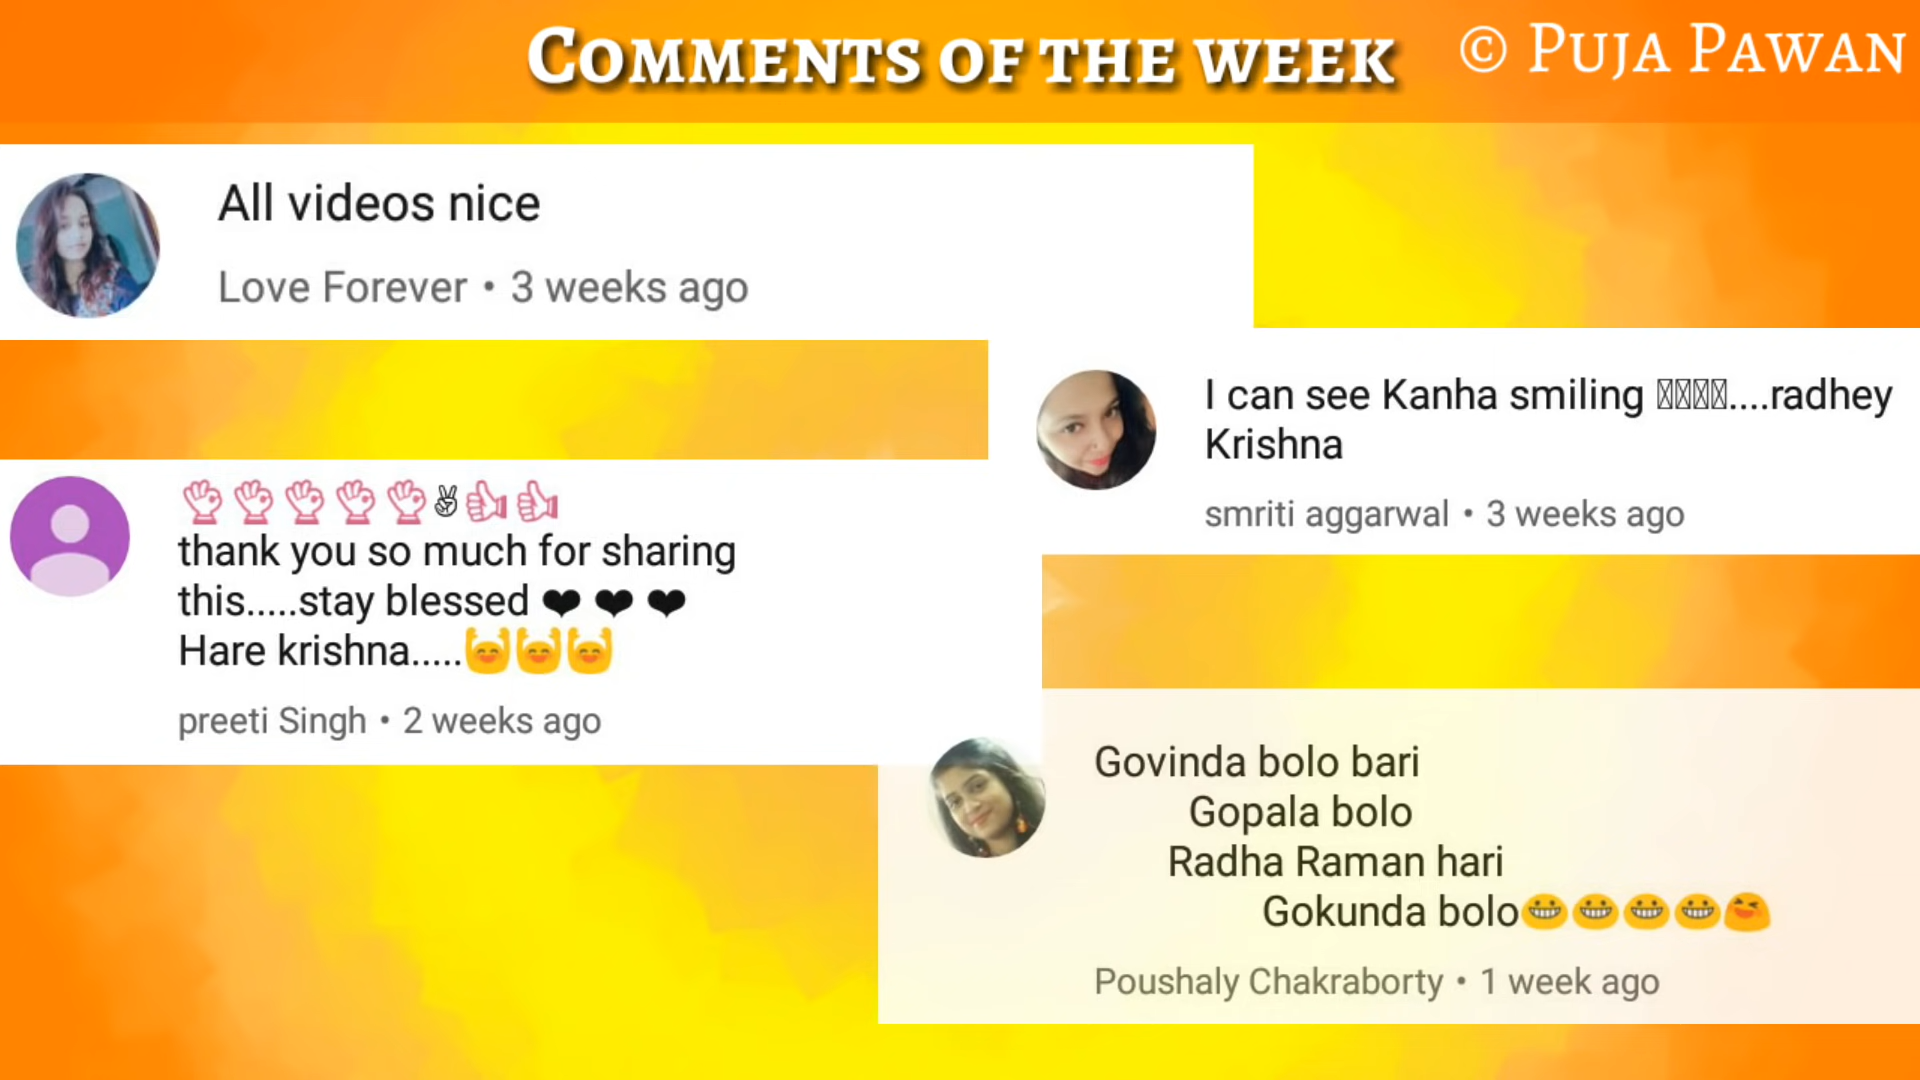 COMMENTS OF THE WEEK
© PUJA PAWAN
All videos nice
Love Forever • 3 weeks ago
I can see Kanha smiling ....radhey
Krishna
smriti aggarwal • 3 weeks ago
👌👌👌👌👌✌👍👍
thank you so much for sharing
this.....stay blessed ❤ ❤ ❤
Hare krishna.....🙌🙌🙌
preeti Singh • 2 weeks ago
Govinda bolo bari
Gopala bolo
Radha Raman hari
Gokunda bolo😀😀😀😀😆
Poushaly Chakraborty • 1 week ago